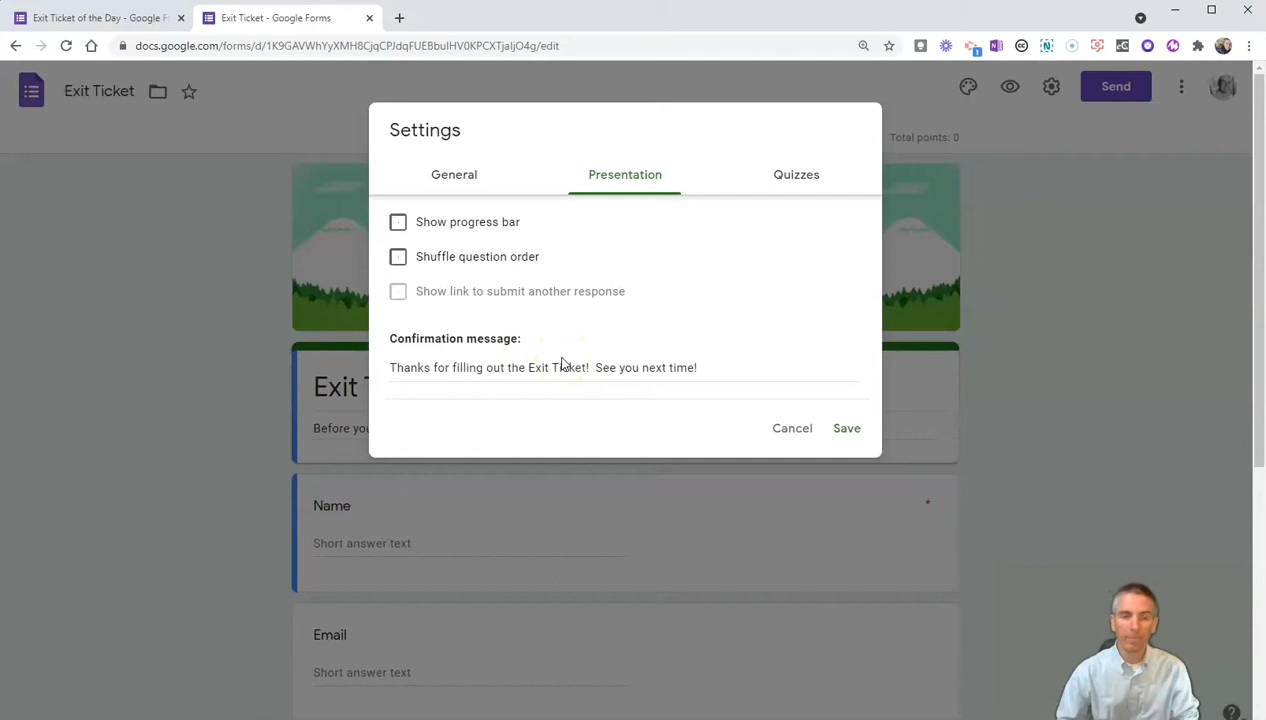 Exit Ticket of the Day - Google F
Exit Ticket - Google Forms
docs.google.com/forms/d/1K9GAVWhYyXMH8CjqCPJdqFUEBbulHV0KPCXTjaIjO4g/edit
Exit Ticket
Send
Total points: 0
Settings
General
Presentation
Quizzes
Show progress bar
Shuffle question order
Show link to submit another response
Confirmation message:
Thanks for filling out the Exit Ticket! See you next time!
Cancel
Save
Exit
Before you
Name
*
Short answer text
Email
Short answer text